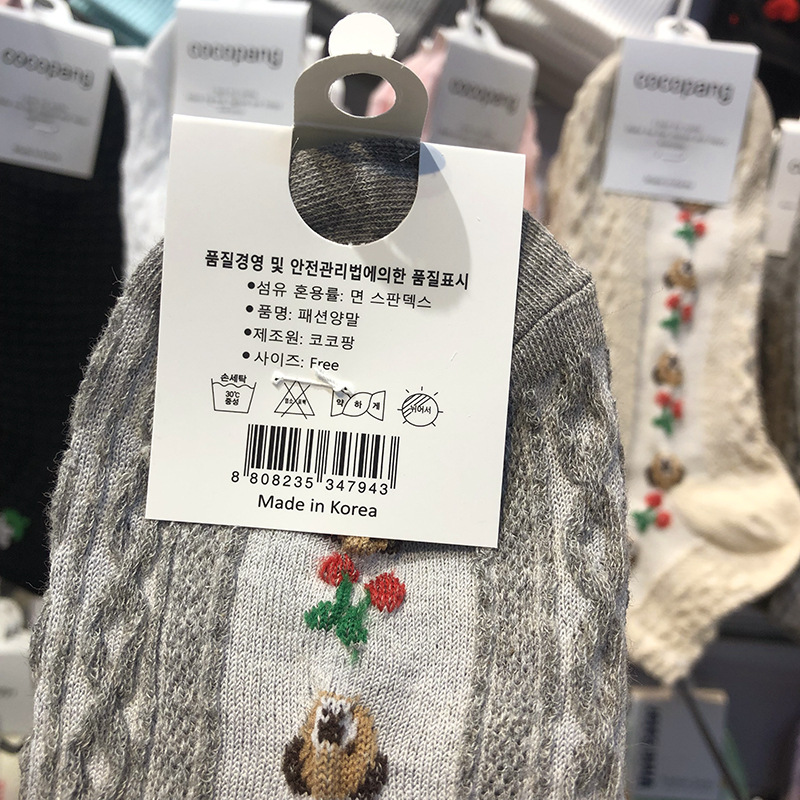 cocopang
cocopang
cocopang
cocopang
품질경영 및 안전관리법에의한 품질표시
•섬유 혼용률: 면 스판덱스
•품명: 패션양말
•제조원: 코코팡
•사이즈: Free
손세탁
30℃
중성
약하게
뉘어서
8 808235 347943
Made in Korea